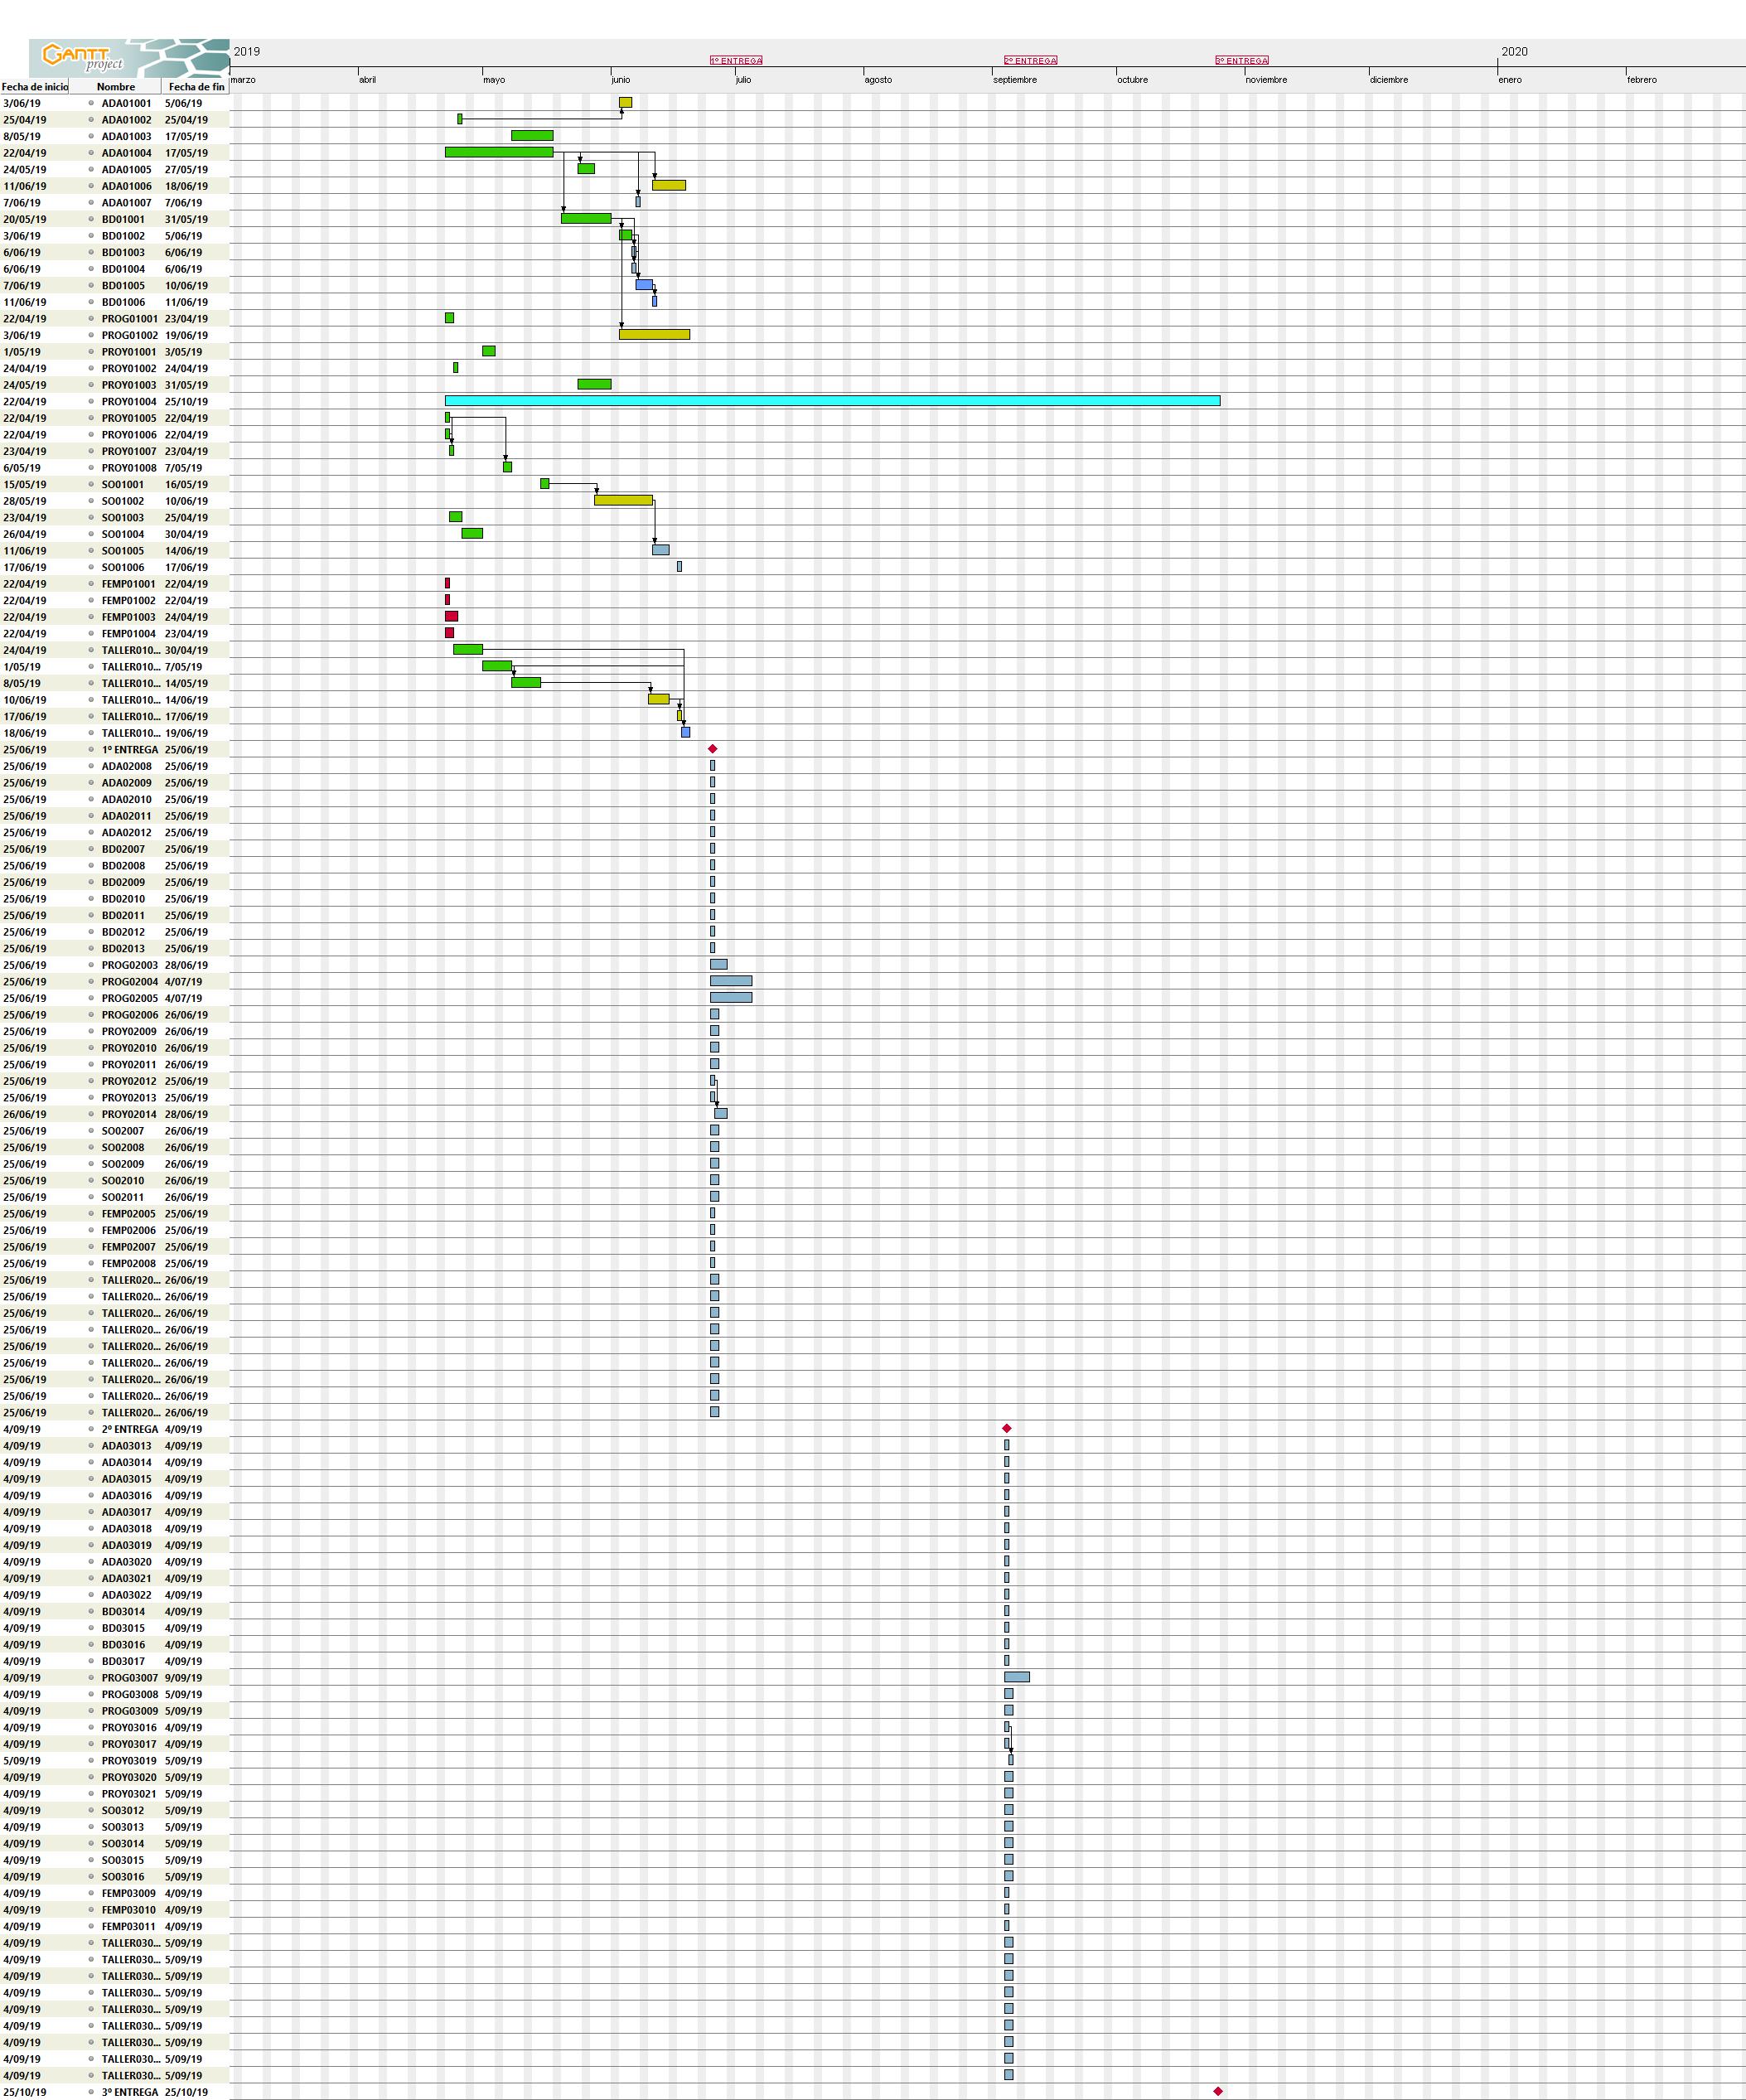 GANTT
project
2019
2020
1º ENTREGA
2º ENTREGA
3º ENTREGA
marzo abril mayo junio julio agosto septiembre octubre noviembre diciembre enero febrero
Fecha de inicio Nombre Fecha de fin
3/06/19 ADA01001 5/06/19
25/04/19 ADA01002 25/04/19
8/05/19 ADA01003 17/05/19
22/04/19 ADA01004 17/05/19
24/05/19 ADA01005 27/05/19
11/06/19 ADA01006 18/06/19
7/06/19 ADA01007 7/06/19
20/05/19 BD01001 31/05/19
3/06/19 BD01002 5/06/19
6/06/19 BD01003 6/06/19
6/06/19 BD01004 6/06/19
7/06/19 BD01005 10/06/19
11/06/19 BD01006 11/06/19
22/04/19 PROG01001 23/04/19
3/06/19 PROG01002 19/06/19
1/05/19 PROY01001 3/05/19
24/04/19 PROY01002 24/04/19
24/05/19 PROY01003 31/05/19
22/04/19 PROY01004 25/10/19
22/04/19 PROY01005 22/04/19
22/04/19 PROY01006 22/04/19
23/04/19 PROY01007 23/04/19
6/05/19 PROY01008 7/05/19
15/05/19 SO01001 16/05/19
28/05/19 SO01002 10/06/19
23/04/19 SO01003 25/04/19
26/04/19 SO01004 30/04/19
11/06/19 SO01005 14/06/19
17/06/19 SO01006 17/06/19
22/04/19 FEMP01001 22/04/19
22/04/19 FEMP01002 22/04/19
22/04/19 FEMP01003 24/04/19
22/04/19 FEMP01004 23/04/19
24/04/19 TALLER010... 30/04/19
1/05/19 TALLER010... 7/05/19
8/05/19 TALLER010... 14/05/19
10/06/19 TALLER010... 14/06/19
17/06/19 TALLER010... 17/06/19
18/06/19 TALLER010... 19/06/19
25/06/19 1º ENTREGA 25/06/19
25/06/19 ADA02008 25/06/19
25/06/19 ADA02009 25/06/19
25/06/19 ADA02010 25/06/19
25/06/19 ADA02011 25/06/19
25/06/19 ADA02012 25/06/19
25/06/19 BD02007 25/06/19
25/06/19 BD02008 25/06/19
25/06/19 BD02009 25/06/19
25/06/19 BD02010 25/06/19
25/06/19 BD02011 25/06/19
25/06/19 BD02012 25/06/19
25/06/19 BD02013 25/06/19
25/06/19 PROG02003 28/06/19
25/06/19 PROG02004 4/07/19
25/06/19 PROG02005 4/07/19
25/06/19 PROG02006 26/06/19
25/06/19 PROY02009 26/06/19
25/06/19 PROY02010 26/06/19
25/06/19 PROY02011 26/06/19
25/06/19 PROY02012 25/06/19
25/06/19 PROY02013 25/06/19
26/06/19 PROY02014 28/06/19
25/06/19 SO02007 26/06/19
25/06/19 SO02008 26/06/19
25/06/19 SO02009 26/06/19
25/06/19 SO02010 26/06/19
25/06/19 SO02011 26/06/19
25/06/19 FEMP02005 25/06/19
25/06/19 FEMP02006 25/06/19
25/06/19 FEMP02007 25/06/19
25/06/19 FEMP02008 25/06/19
25/06/19 TALLER020... 26/06/19
25/06/19 TALLER020... 26/06/19
25/06/19 TALLER020... 26/06/19
25/06/19 TALLER020... 26/06/19
25/06/19 TALLER020... 26/06/19
25/06/19 TALLER020... 26/06/19
25/06/19 TALLER020... 26/06/19
25/06/19 TALLER020... 26/06/19
25/06/19 TALLER020... 26/06/19
4/09/19 2º ENTREGA 4/09/19
4/09/19 ADA03013 4/09/19
4/09/19 ADA03014 4/09/19
4/09/19 ADA03015 4/09/19
4/09/19 ADA03016 4/09/19
4/09/19 ADA03017 4/09/19
4/09/19 ADA03018 4/09/19
4/09/19 ADA03019 4/09/19
4/09/19 ADA03020 4/09/19
4/09/19 ADA03021 4/09/19
4/09/19 ADA03022 4/09/19
4/09/19 BD03014 4/09/19
4/09/19 BD03015 4/09/19
4/09/19 BD03016 4/09/19
4/09/19 BD03017 4/09/19
4/09/19 PROG03007 9/09/19
4/09/19 PROG03008 5/09/19
4/09/19 PROG03009 5/09/19
4/09/19 PROY03016 4/09/19
4/09/19 PROY03017 4/09/19
5/09/19 PROY03019 5/09/19
4/09/19 PROY03020 5/09/19
4/09/19 PROY03021 5/09/19
4/09/19 SO03012 5/09/19
4/09/19 SO03013 5/09/19
4/09/19 SO03014 5/09/19
4/09/19 SO03015 5/09/19
4/09/19 SO03016 5/09/19
4/09/19 FEMP03009 4/09/19
4/09/19 FEMP03010 4/09/19
4/09/19 FEMP03011 4/09/19
4/09/19 TALLER030... 5/09/19
4/09/19 TALLER030... 5/09/19
4/09/19 TALLER030... 5/09/19
4/09/19 TALLER030... 5/09/19
4/09/19 TALLER030... 5/09/19
4/09/19 TALLER030... 5/09/19
4/09/19 TALLER030... 5/09/19
4/09/19 TALLER030... 5/09/19
4/09/19 TALLER030... 5/09/19
25/10/19 3º ENTREGA 25/10/19